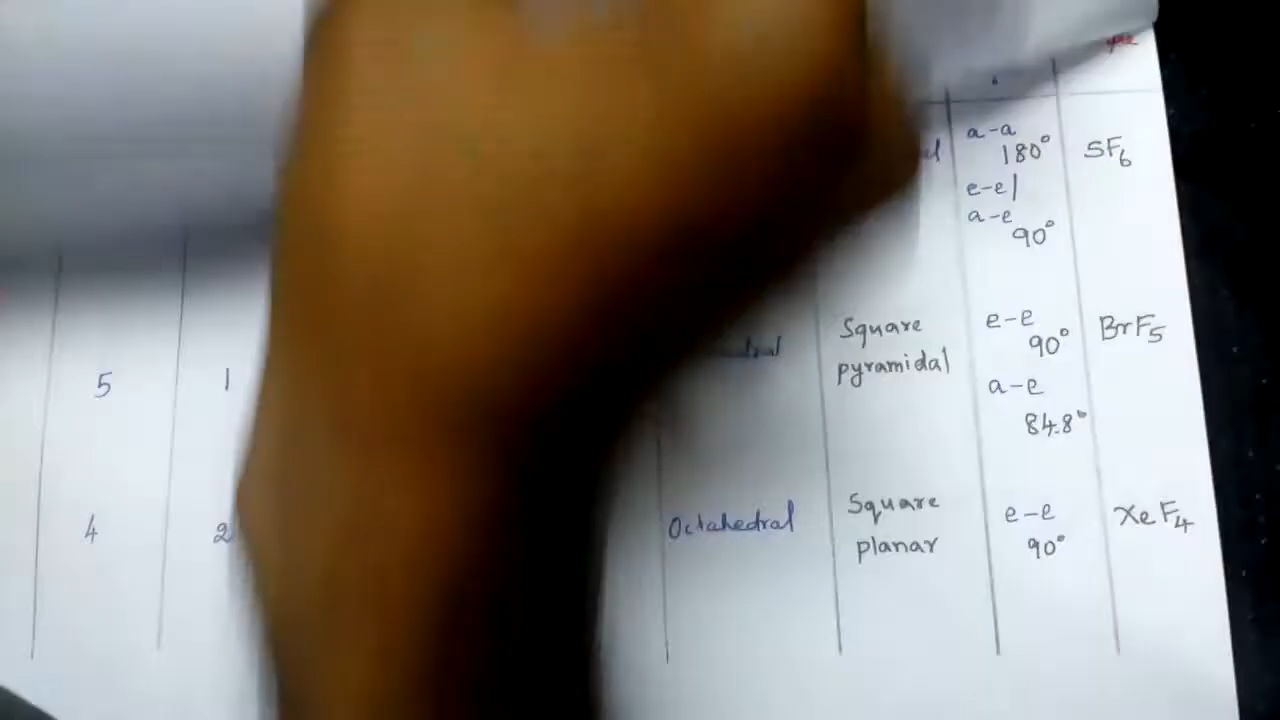 a-a
180°
SF6
e-e/
a-e
90°
5
1
Square
pyramidal
e-e
90°
a-e
84.8°
BrF5
4
2
Octahedral
Square
planar
e-e
90°
XeF4